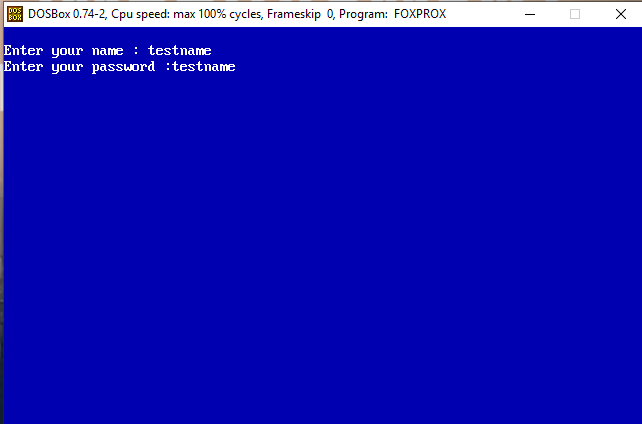 DOSBox 0.74-2, Cpu speed: max 100% cycles, Frameskip 0, Program: FOXPROX
Enter your name : testname
Enter your password :testname